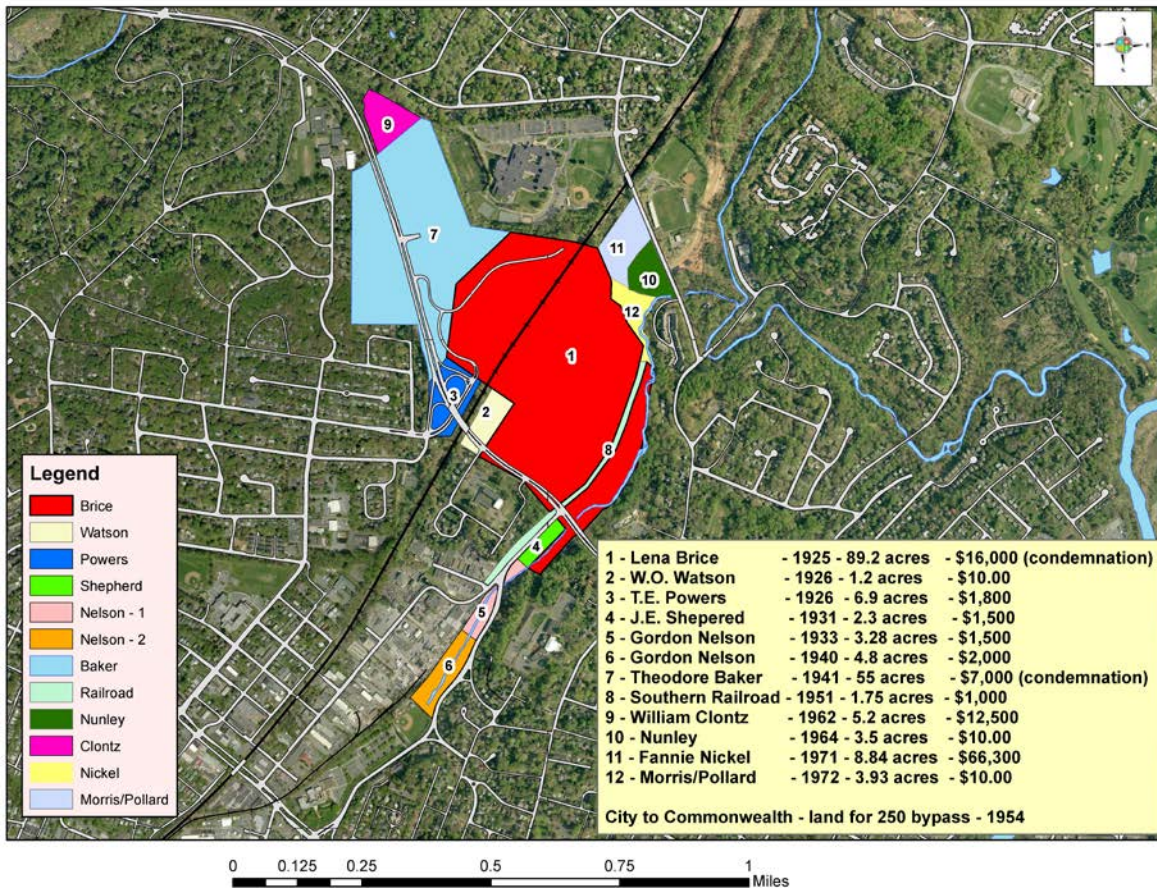 N
W
E
S
9
7
11
10
12
1
3
2
8
4
5
6
Legend
Brice
Watson
Powers
Shepherd
Nelson - 1
Nelson - 2
Baker
Railroad
Nunley
Clontz
Nickel
Morris/Pollard
1 - Lena Brice - 1925 - 89.2 acres - $16,000 (condemnation)
2 - W.O. Watson - 1926 - 1.2 acres - $10.00
3 - T.E. Powers - 1926 - 6.9 acres - $1,800
4 - J.E. Shepered - 1931 - 2.3 acres - $1,500
5 - Gordon Nelson - 1933 - 3.28 acres - $1,500
6 - Gordon Nelson - 1940 - 4.8 acres - $2,000
7 - Theodore Baker - 1941 - 55 acres - $7,000 (condemnation)
8 - Southern Railroad - 1951 - 1.75 acres - $1,000
9 - William Clontz - 1962 - 5.2 acres - $12,500
10 - Nunley - 1964 - 3.5 acres - $10.00
11 - Fannie Nickel - 1971 - 8.84 acres - $66,300
12 - Morris/Pollard - 1972 - 3.93 acres - $10.00
City to Commonwealth - land for 250 bypass - 1954
0 0.125 0.25 0.5 0.75 1
Miles